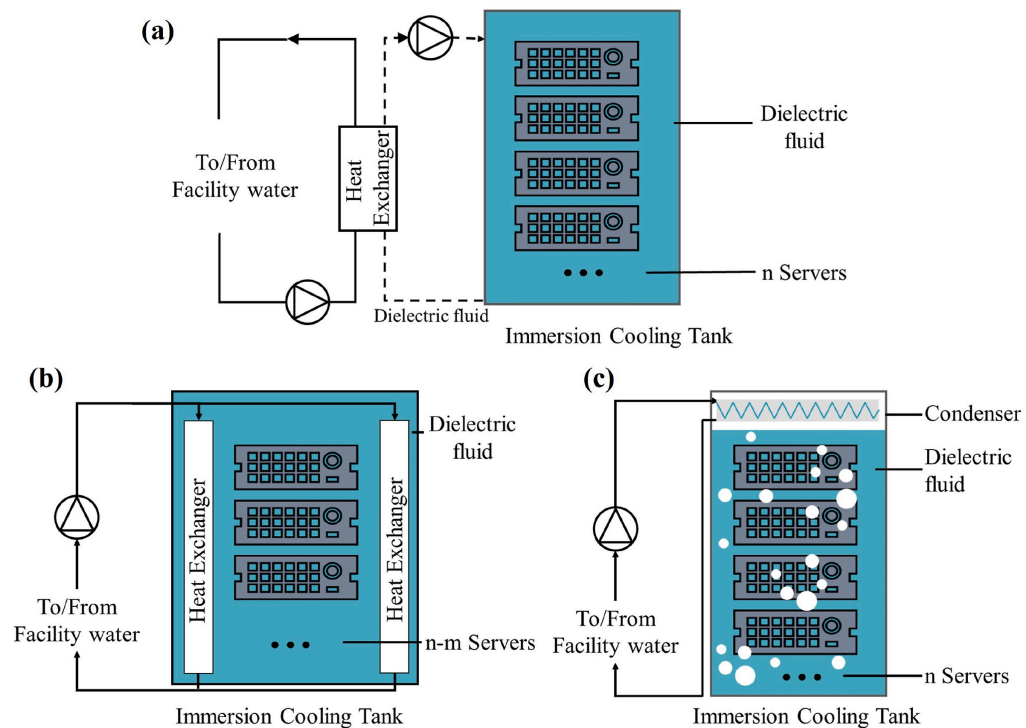 (a)
To/From
Facility water
Heat
Exchanger
Dielectric fluid
Dielectric
fluid
n Servers
Immersion Cooling Tank
(b)
Heat Exchanger
Heat Exchanger
Dielectric
fluid
To/From
Facility water
n-m Servers
Immersion Cooling Tank
(c)
Condenser
Dielectric
fluid
To/From
Facility water
n Servers
Immersion Cooling Tank